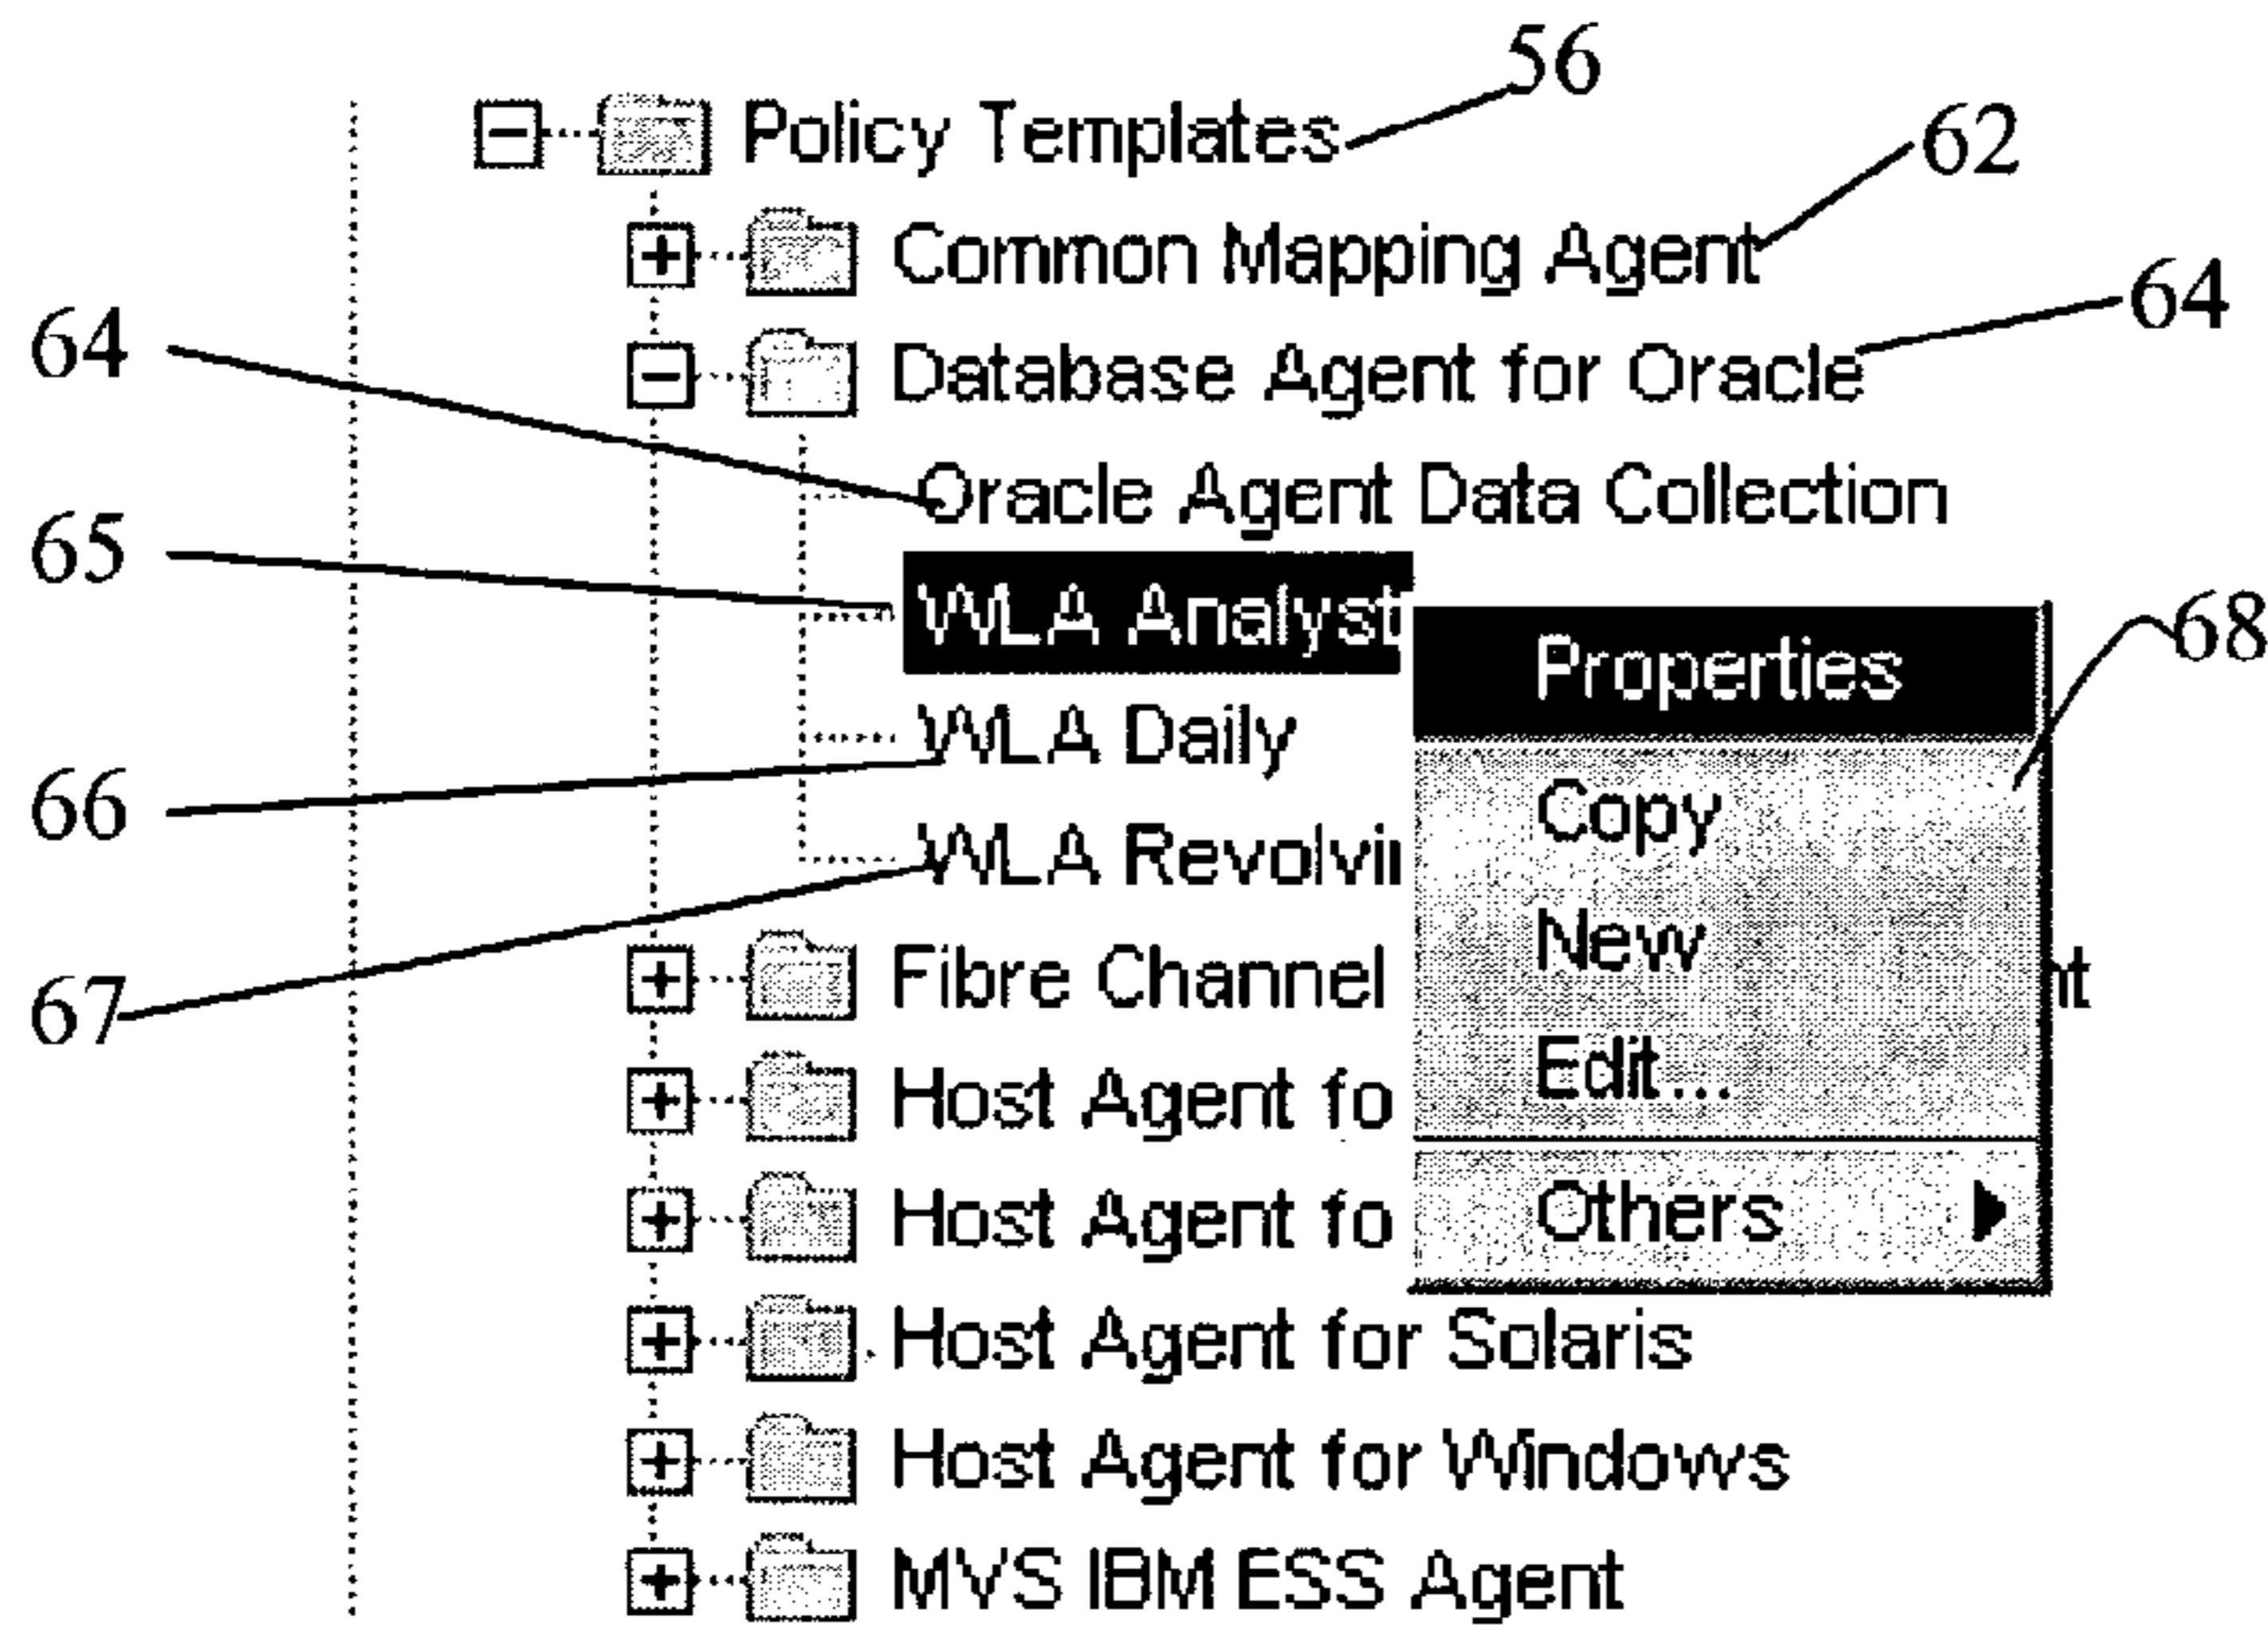 56
Policy Templates
62
Common Mapping Agent
64
64
Database Agent for Oracle
Oracle Agent Data Collection
65
WLA Analyst
Properties
68
WLA Daily
Copy
66
WLA Revolvin
New
Fibre Channel
67
Edit...
Host Agent fo
Host Agent fo
Others
Host Agent for Solaris
Host Agent for Windows
MVS IBM ESS Agent